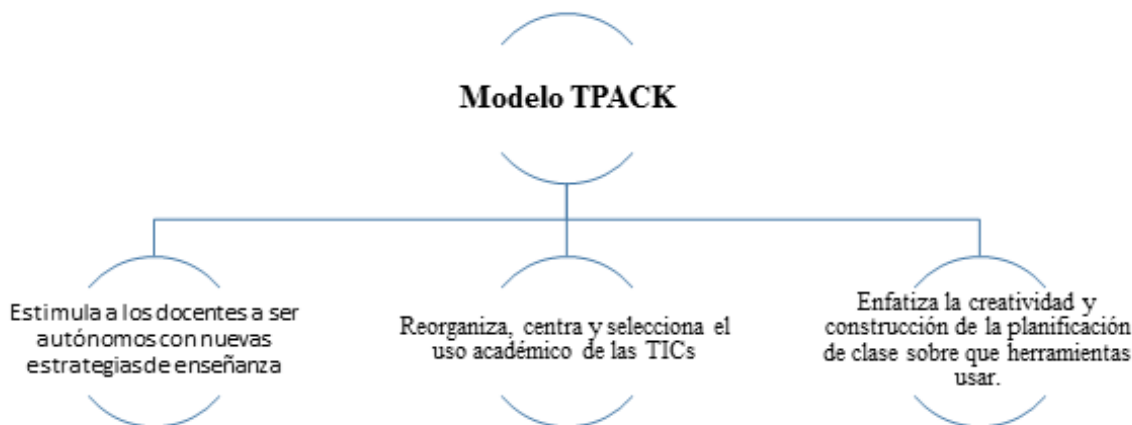 Modelo TPACK
Estimula a los docentes a ser
autónomos con nuevas
estrategias de enseñanza
Reorganiza, centra y selecciona el
uso académico de las TICs
Enfatiza la creatividad y
construcción de la planificación
de clase sobre que herramientas
usar.